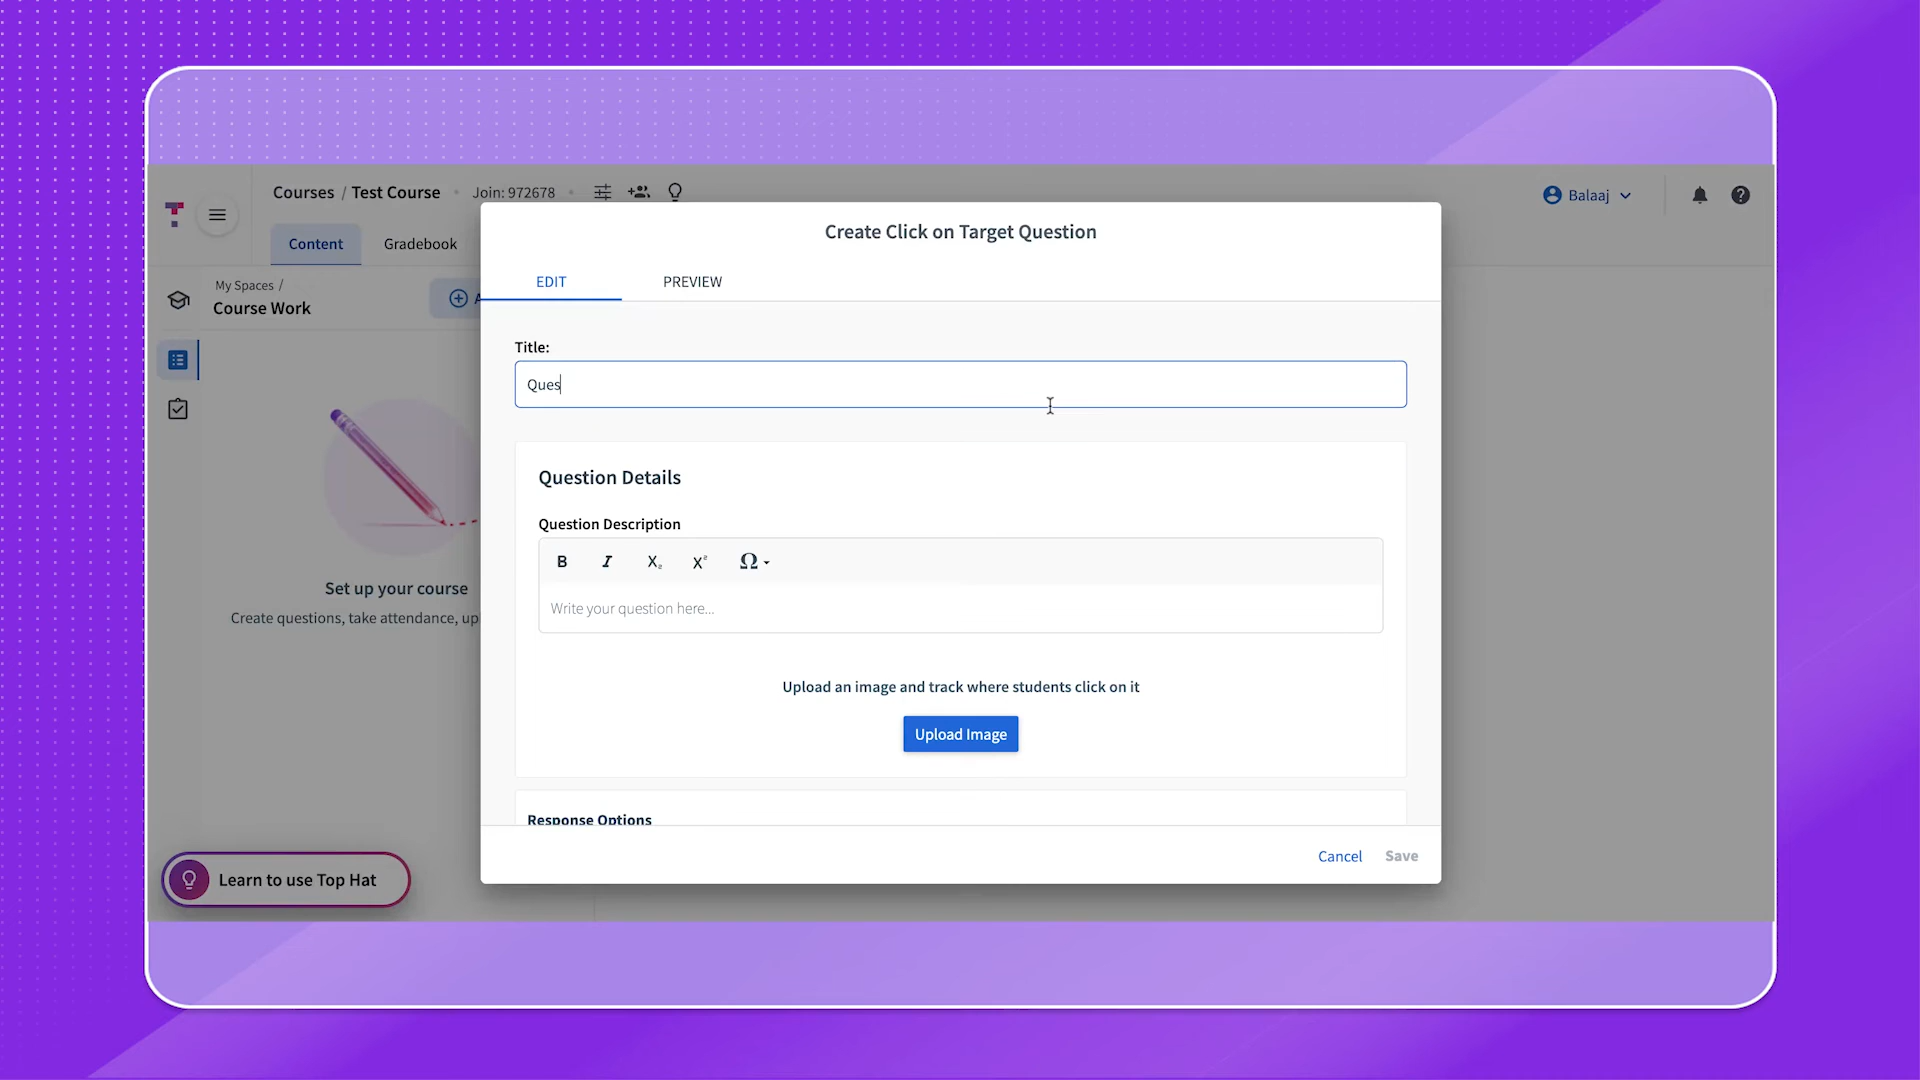 Courses / Test Course • Join: 972678 •
Balaaj
Content
Gradebook
My Spaces /
Course Work
Create Click on Target Question
EDIT
PREVIEW
Title:
Ques
Question Details
Question Description
B I X₂ X² Ω
Write your question here...
Upload an image and track where students click on it
Upload Image
Response Options
Cancel
Save
Set up your course
Create questions, take attendance, up
Learn to use Top Hat